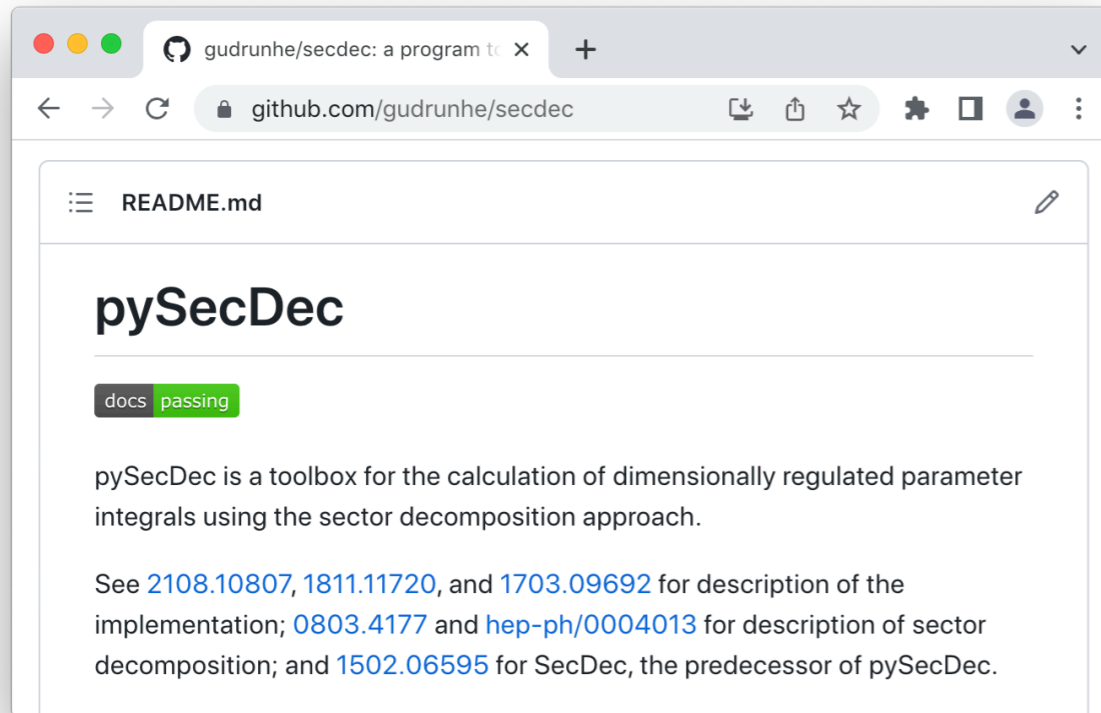 gudrunhe/secdec: a program to
github.com/gudrunhe/secdec
README.md
pySecDec
docs passing
pySecDec is a toolbox for the calculation of dimensionally regulated parameter
integrals using the sector decomposition approach.
See 2108.10807, 1811.11720, and 1703.09692 for description of the
implementation; 0803.4177 and hep-ph/0004013 for description of sector
decomposition; and 1502.06595 for SecDec, the predecessor of pySecDec.